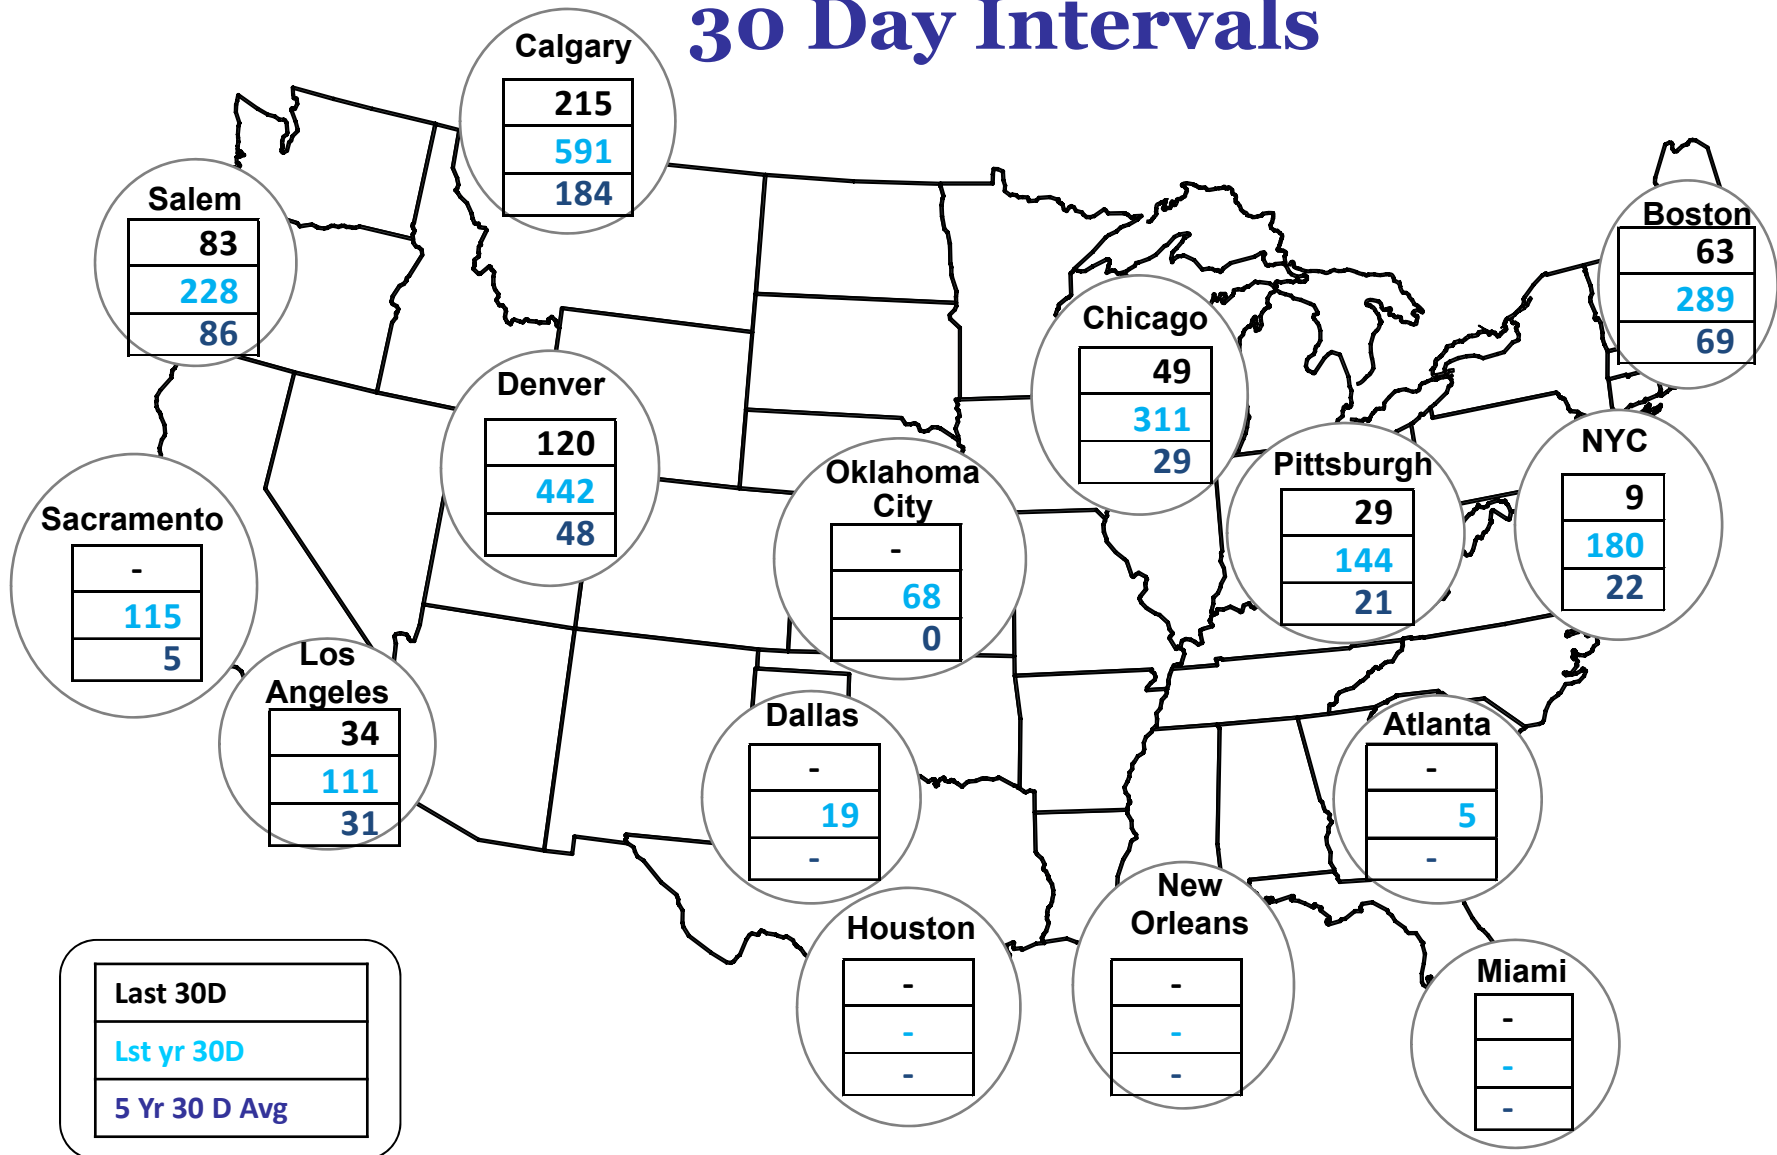 30 Day Intervals
Calgary
215
591
184
Salem
83
228
86
Boston
63
289
69
Chicago
49
311
29
Denver
120
442
48
NYC
9
180
22
Pittsburgh
29
144
21
Oklahoma
City
-
68
0
Sacramento
-
115
5
Los
Angeles
34
111
31
Dallas
-
19
-
Atlanta
-
5
-
New
Orleans
-
-
-
Houston
-
-
-
Miami
-
-
-
Last 30D
Lst yr 30D
5 Yr 30 D Avg